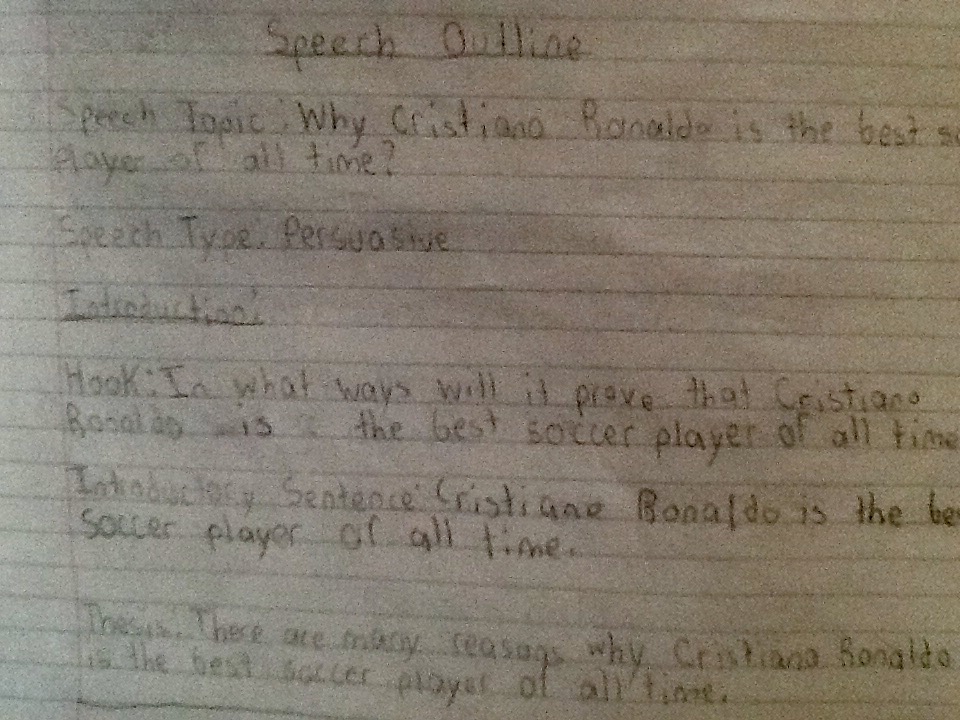 Speech Outline
Speech Topic: Why Cristiano Ronaldo is the best so
Player of all time?
Speech Type: Persuasive
Introduction:
Hook: In what ways will it prove that Cristiano
Ronaldo is the best soccer player of all time
Introductory Sentence: Cristiano Ronaldo is the be
soccer player of all time.
Thesis: There are many reasons why Cristiano Ronaldo
is the best soccer player of all time.